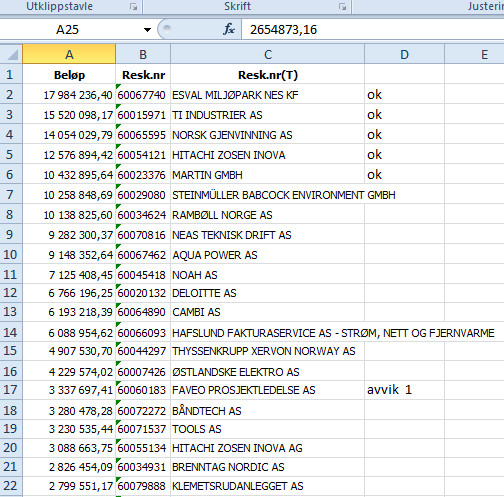 Utklippstavle Skrift Justerin
A25 fx 2654873,16
A B C D E
1 Beløp Resk.nr Resk.nr(T)
2 17 984 236,40 60067740 ESVAL MILJØPARK NES KF ok
3 15 520 098,17 60015971 TI INDUSTRIER AS ok
4 14 054 029,79 60065595 NORSK GJENVINNING AS ok
5 12 576 894,42 60054121 HITACHI ZOSEN INOVA ok
6 10 432 895,64 60023376 MARTIN GMBH ok
7 10 258 848,69 60029080 STEINMÜLLER BABCOCK ENVIRONMENT GMBH
8 10 138 825,60 60034624 RAMBØLL NORGE AS
9 9 282 300,37 60070816 NEAS TEKNISK DRIFT AS
10 9 148 352,64 60067462 AQUA POWER AS
11 7 125 408,45 60045418 NOAH AS
12 6 766 196,25 60020132 DELOITTE AS
13 6 193 218,39 60064890 CAMBI AS
14 6 088 954,62 60066093 HAFSLUND FAKTURASERVICE AS - STRØM, NETT OG FJERNVARME
15 4 907 530,70 60044297 THYSSENKRUPP XERVON NORWAY AS
16 4 229 574,02 60007426 ØSTLANDSKE ELEKTRO AS
17 3 337 697,41 60060183 FAVEO PROSJEKTLEDELSE AS avvik 1
18 3 280 478,28 60072272 BÅNDTECH AS
19 3 230 535,44 60071537 TOOLS AS
20 3 088 663,75 60055134 HITACHI ZOSEN INOVA AG
21 2 826 454,09 60034931 BRENNTAG NORDIC AS
22 2 799 551,17 60079888 KLEMETSRUDANLEGGET AS